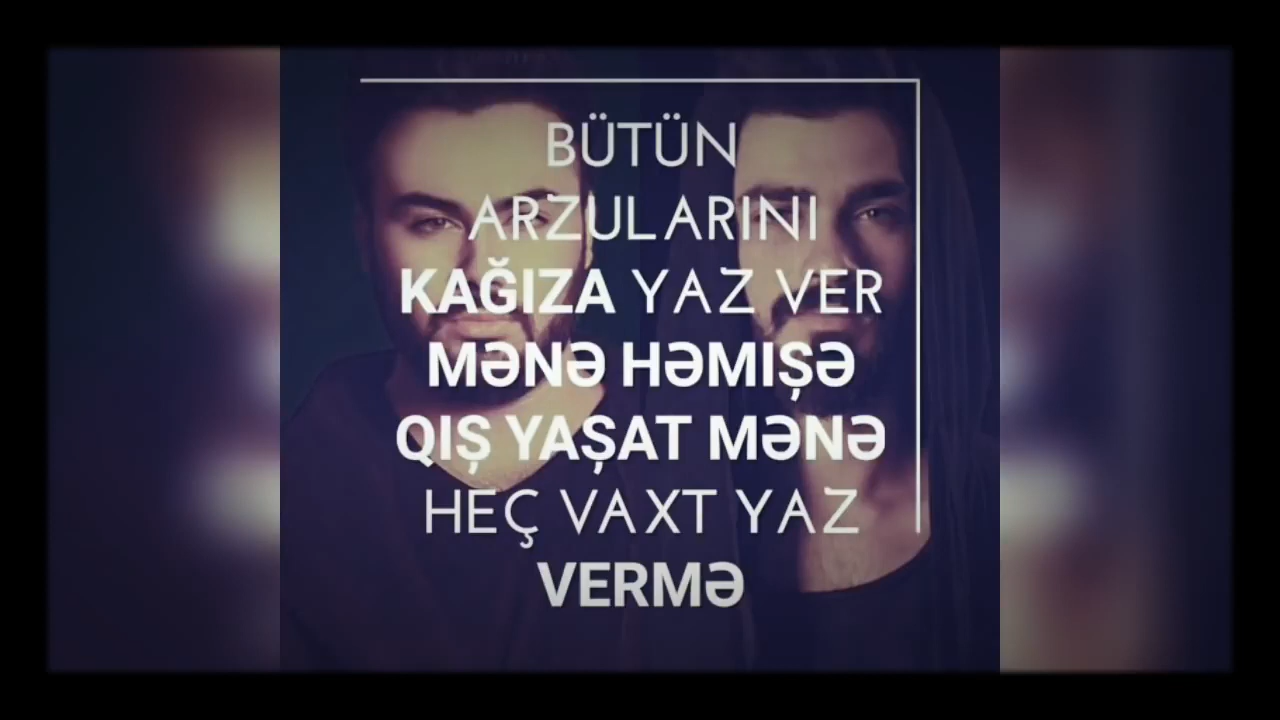 BÜTÜN
ARZULARINI
KAĞIZA YAZ VER
MƏNƏ HƏMIŞƏ
QIŞ YAŞAT MƏNƏ
HEÇ VAXT YAZ
VERMƏ